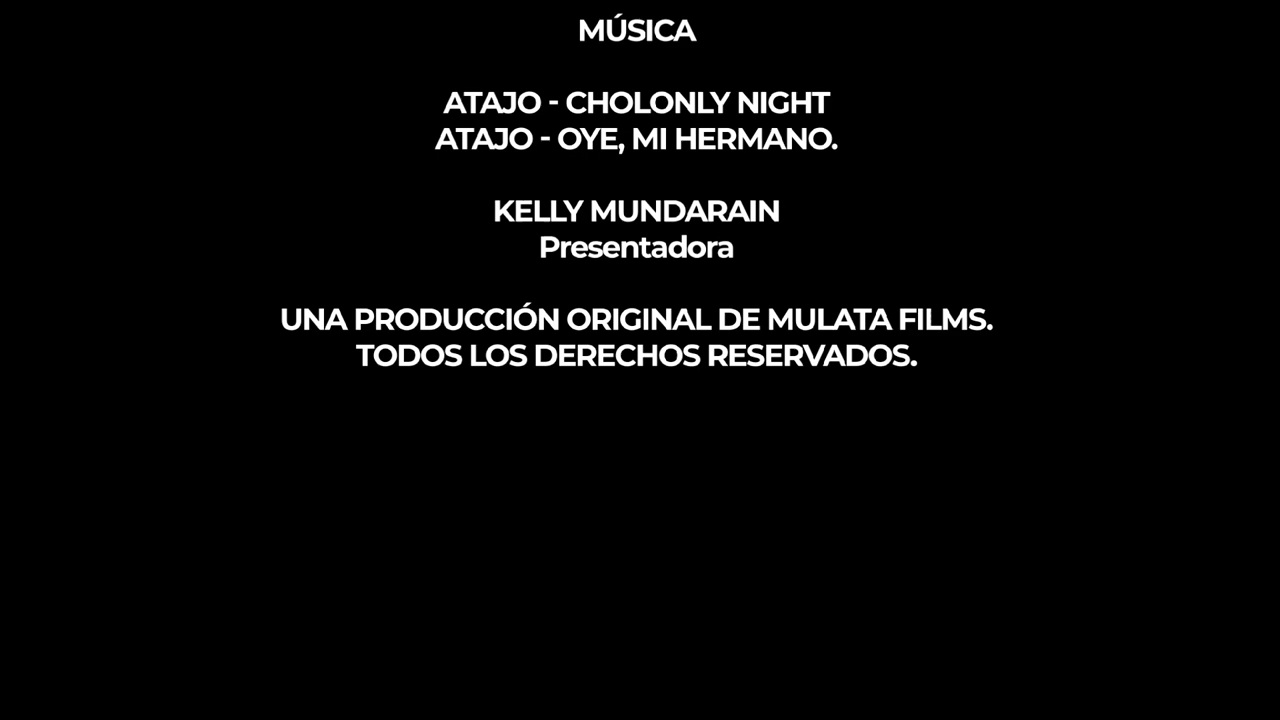 MÚSICA
ATAJO - CHOLONLY NIGHT
ATAJO - OYE, MI HERMANO.
KELLY MUNDARAIN
Presentadora
UNA PRODUCCIÓN ORIGINAL DE MULATA FILMS.
TODOS LOS DERECHOS RESERVADOS.